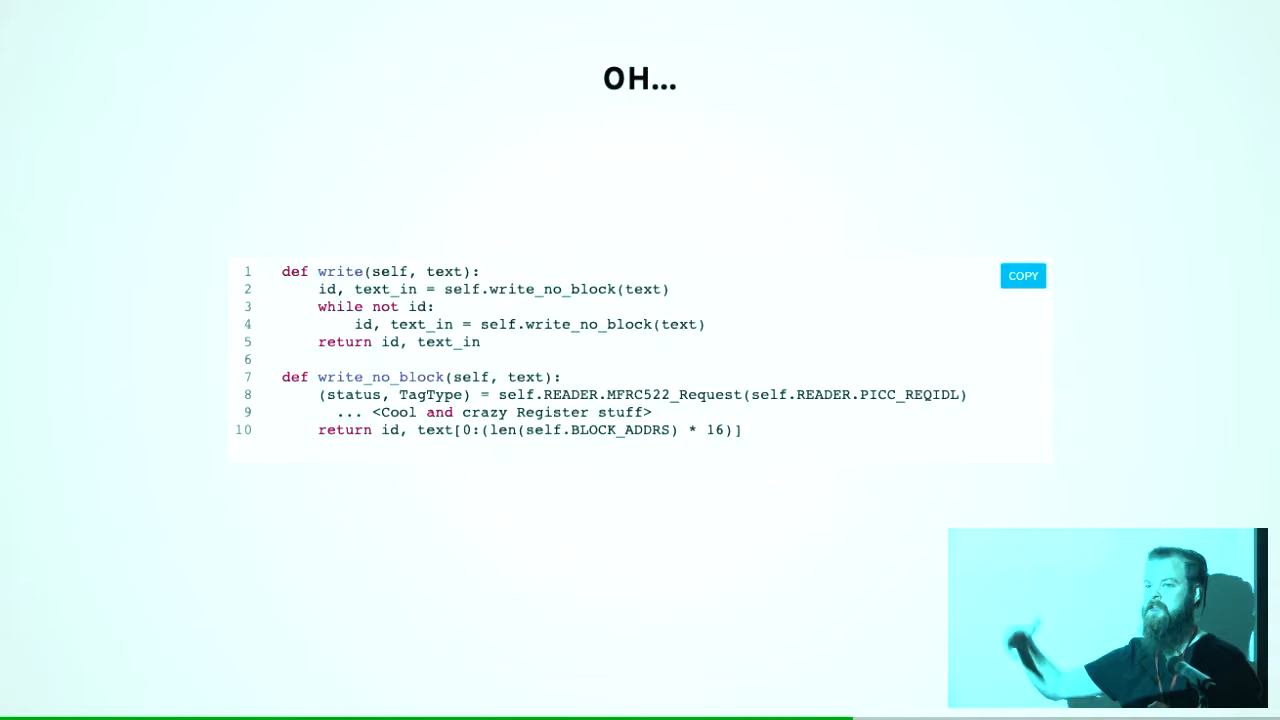 OH...
COPY
1 def write(self, text):
2 id, text_in = self.write_no_block(text)
3 while not id:
4 id, text_in = self.write_no_block(text)
5 return id, text_in
6
7 def write_no_block(self, text):
8 (status, TagType) = self.READER.MFRC522_Request(self.READER.PICC_REQIDL)
9 ... <Cool and crazy Register stuff>
10 return id, text[0:(len(self.BLOCK_ADDRS) * 16)]